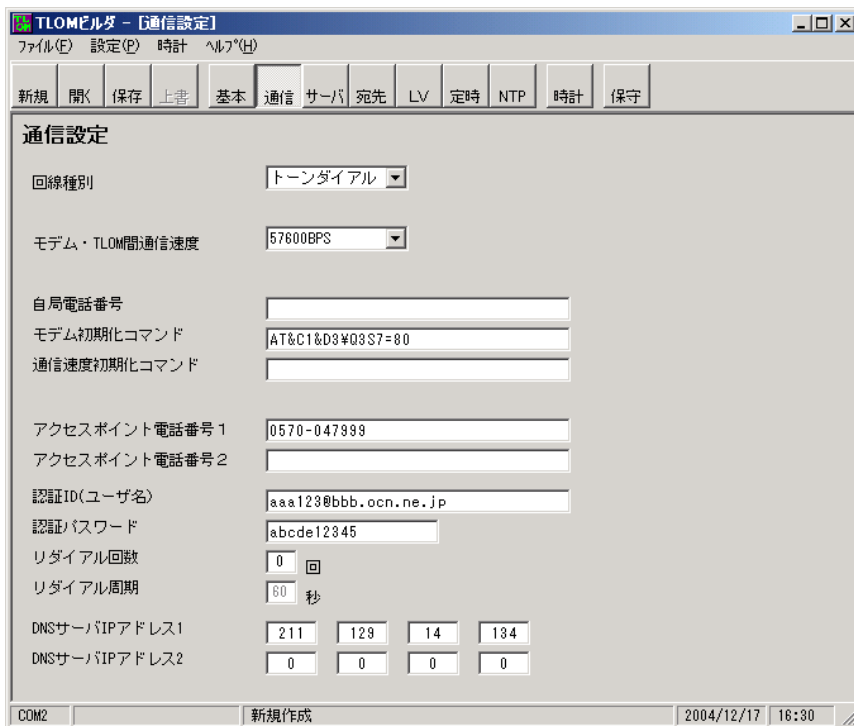 TLOMビルダ - [通信設定]
ファイル(F) 設定(P) 時計 ヘルプ(H)
新規 開く 保存 上書 基本 通信 サーバ 宛先 LV 定時 NTP 時計 保守
通信設定
回線種別 トーンダイアル
モデム・TLOM間通信速度 57600BPS
自局電話番号
モデム初期化コマンド AT&C1&D3¥Q3S7=80
通信速度初期化コマンド
アクセスポイント電話番号1 0570-047999
アクセスポイント電話番号2
認証ID(ユーザ名) aaa123@bbb.ocn.ne.jp
認証パスワード abcde12345
リダイアル回数 0 回
リダイアル周期 60 秒
DNSサーバIPアドレス1 211 129 14 134
DNSサーバIPアドレス2 0 0 0 0
COM2 新規作成 2004/12/17 16:30